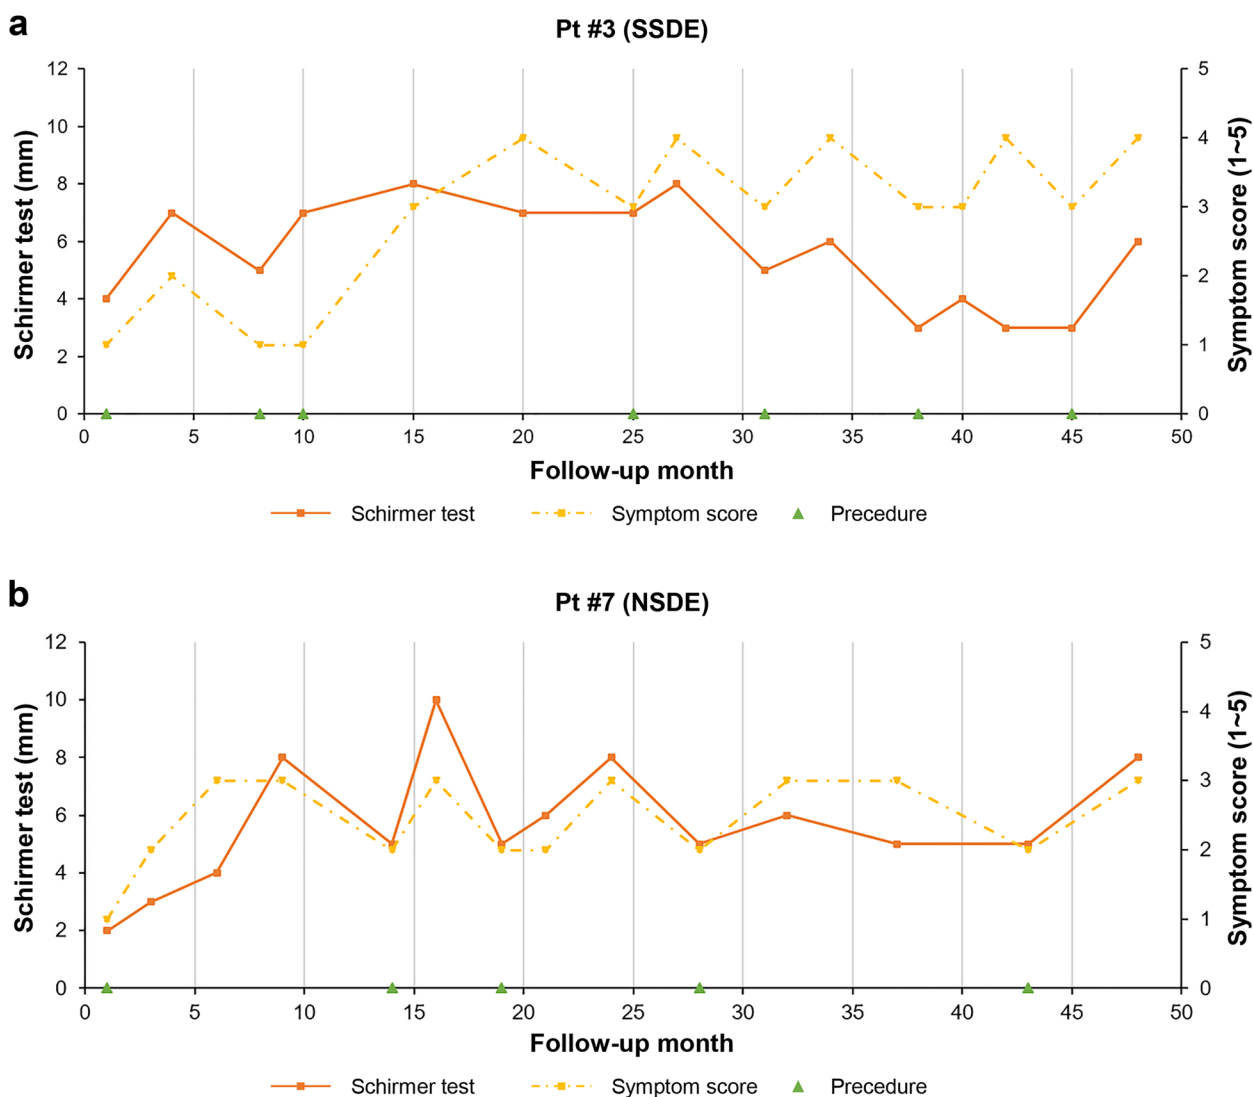 a
Pt #3 (SSDE)
12
10
8
6
4
2
0
Schirmer test (mm)
5
4
3
2
1
0
Symptom score (1~5)
0 5 10 15 20 25 30 35 40 45 50
Follow-up month
Schirmer test Symptom score Precedure
b
Pt #7 (NSDE)
12
10
8
6
4
2
0
Schirmer test (mm)
5
4
3
2
1
0
Symptom score (1~5)
0 5 10 15 20 25 30 35 40 45 50
Follow-up month
Schirmer test Symptom score Precedure